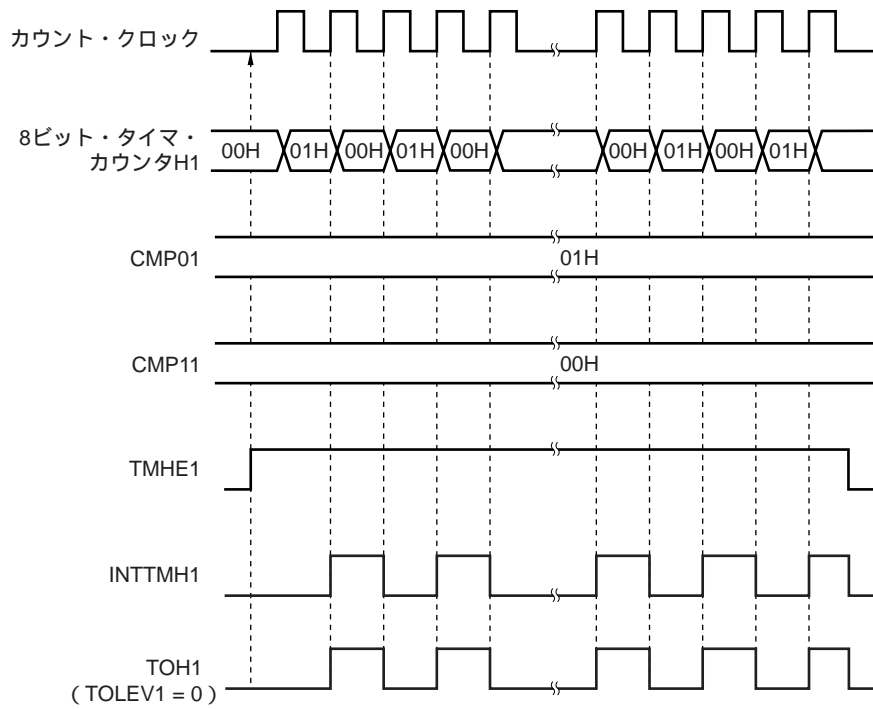 カウント・クロック
8ビット・タイマ・
カウンタH1
00H 01H 00H 01H 00H 00H 01H 00H 01H
CMP01
01H
CMP11
00H
TMHE1
INTTMH1
TOH1
（TOLEV1 = 0）